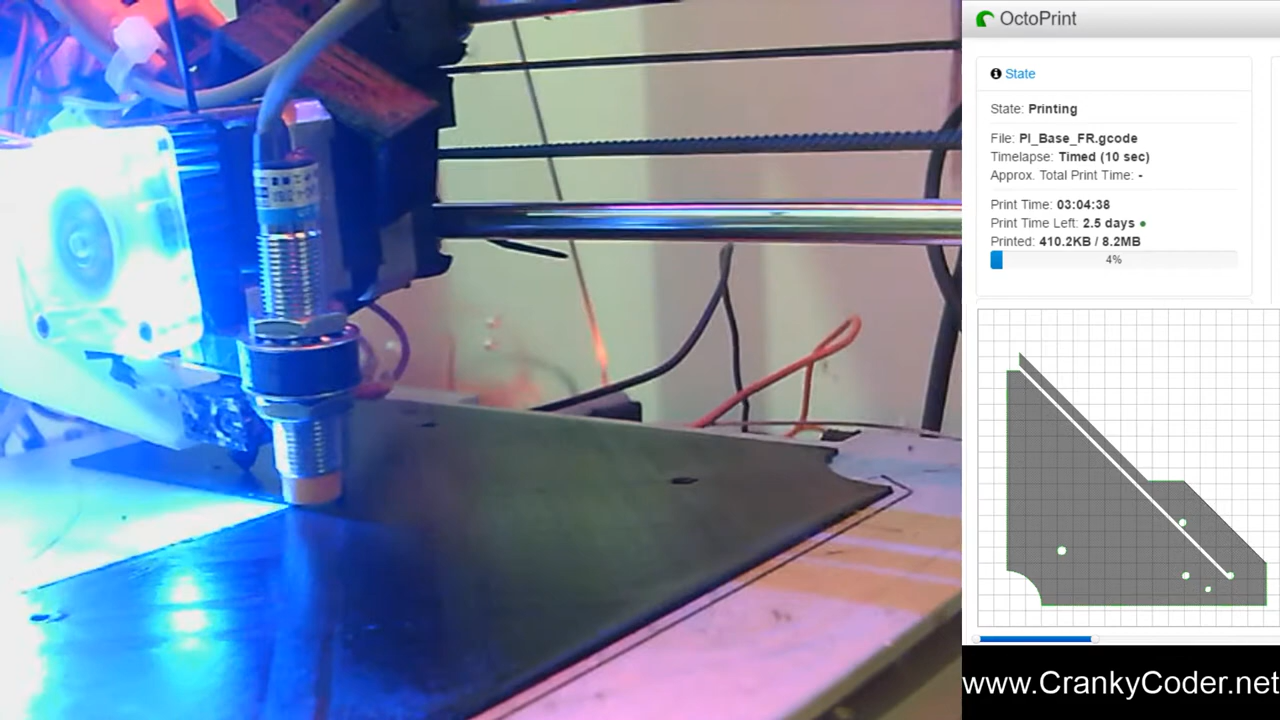 OctoPrint
State
State: Printing
File: PI_Base_FR.gcode
Timelapse: Timed (10 sec)
Approx. Total Print Time: -
Print Time: 03:04:38
Print Time Left: 2.5 days
Printed: 410.2KB / 8.2MB
4%
www.CrankyCoder.net